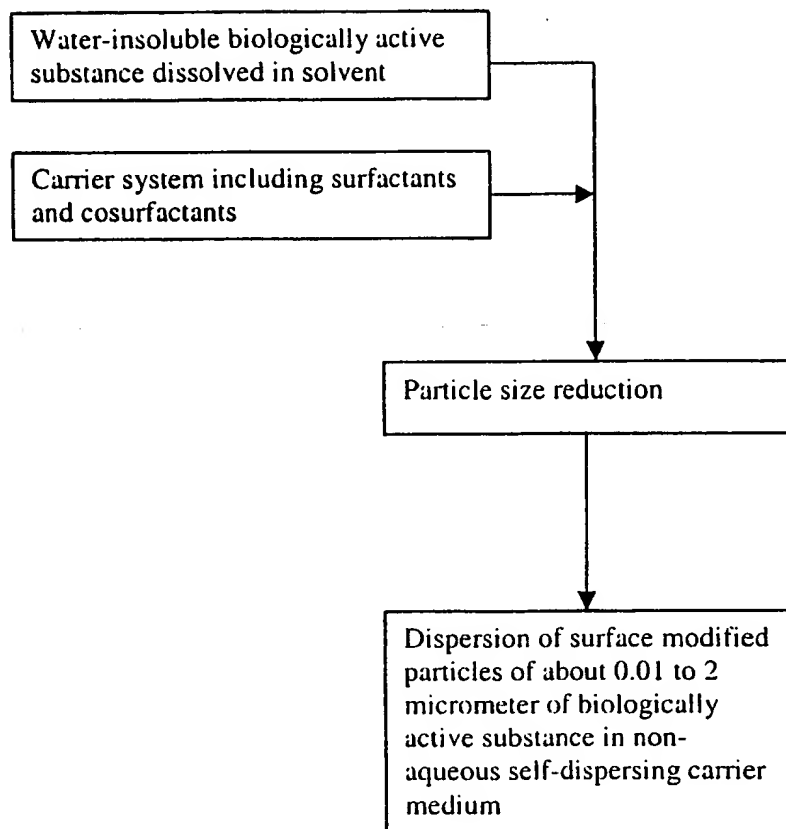 Water-insoluble biologically active
substance dissolved in solvent
Carrier system including surfactants
and cosurfactants
Particle size reduction
Dispersion of surface modified
particles of about 0.01 to 2
micrometer of biologically
active substance in non-
aqueous self-dispersing carrier
medium